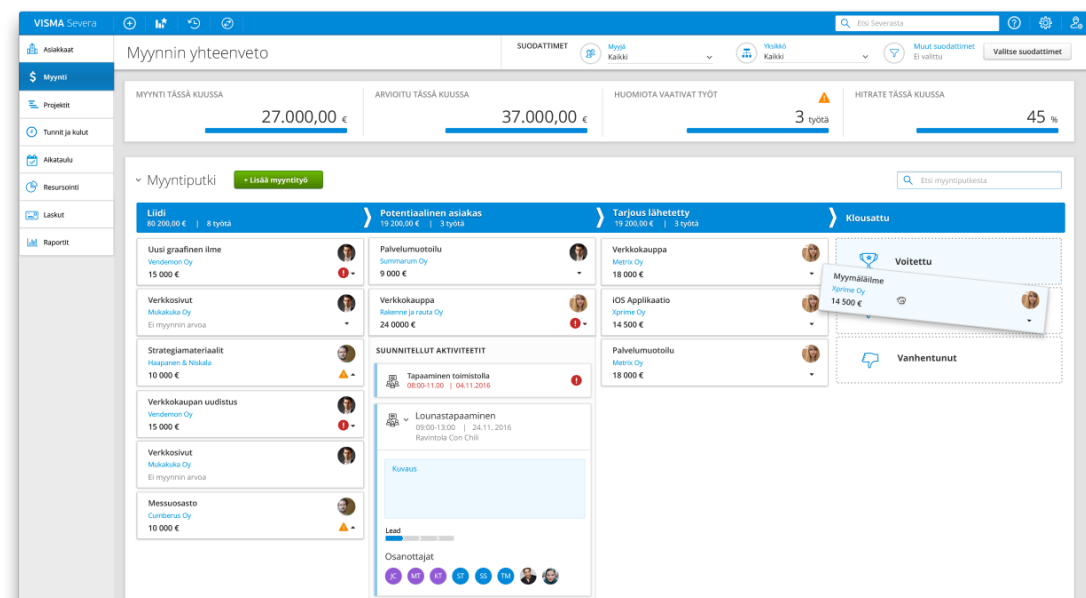 VISMA Severa
Etsi Severasta
Asiakkaat
Myynti
Projektit
Tunnit ja kulut
Aikataulu
Resursointi
Laskut
Raportit
Myynnin yhteenveto
SUODATTIMET
Myyjä
Kaikki
Yksikkö
Kaikki
Muut suodattimet
Ei valittu
Valitse suodattimet
MYYNTI TÄSSÄ KUUSSA
27.000,00 €
ARVIOITU TÄSSÄ KUUSSA
37.000,00 €
HUOMIOTA VAATIVAT TYÖT
3 työtä
HITRATE TÄSSÄ KUUSSA
45 %
Myyntiputki
+ Lisää myyntityö
Etsi myyntiputkesta
Liidi
80 200,00 € | 8 työtä
Potentiaalinen asiakas
19 200,00 € | 3 työtä
Tarjous lähetetty
19 200,00 € | 3 työtä
Klousattu
Uusi graafinen ilme
Vendemon Oy
15 000 €
Verkkosivut
Mukakuka Oy
Ei myynnin arvoa
Strategiamateriaalit
Haapanen & Niskala
10 000 €
Verkkokaupan uudistus
Vendemon Oy
15 000 €
Verkkosivut
Mukakuka Oy
Ei myynnin arvoa
Messuosasto
Cumberus Oy
10 000 €
Palvelumuotoilu
Summarum Oy
9 000 €
Verkkokauppa
Rakenne ja rauta Oy
24 0000 €
SUUNNITELLUT AKTIVITEETIT
Tapaaminen toimistolla
08:00-11.00 | 04.11.2016
Lounastapaaminen
09:00-13:00 | 24.11. 2016
Ravintola Con Chili
Kuvaus
Lead
Osanottajat
JC MT KT ST SS TM
Verkkokauppa
Metrix Oy
18 000 €
iOS Applikaatio
Xprime Oy
14 500 €
Palvelumuotoilu
Metrix Oy
18 000 €
Voitettu
Myymäläilme
Xprime Oy
14 500 €
Vanhentunut